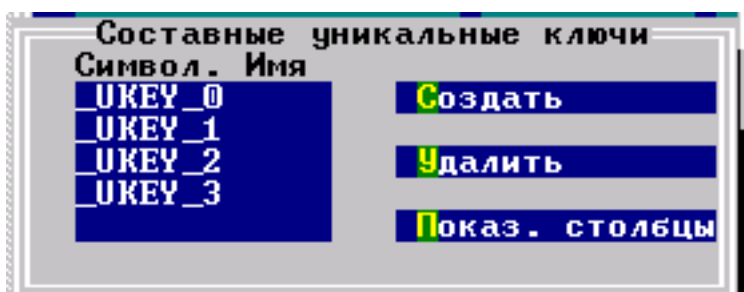 Составные уникальные ключи
Символ. Имя
_UKEY_0
Создать
_UKEY_1
_UKEY_2
Удалить
_UKEY_3
Показ. столбцы